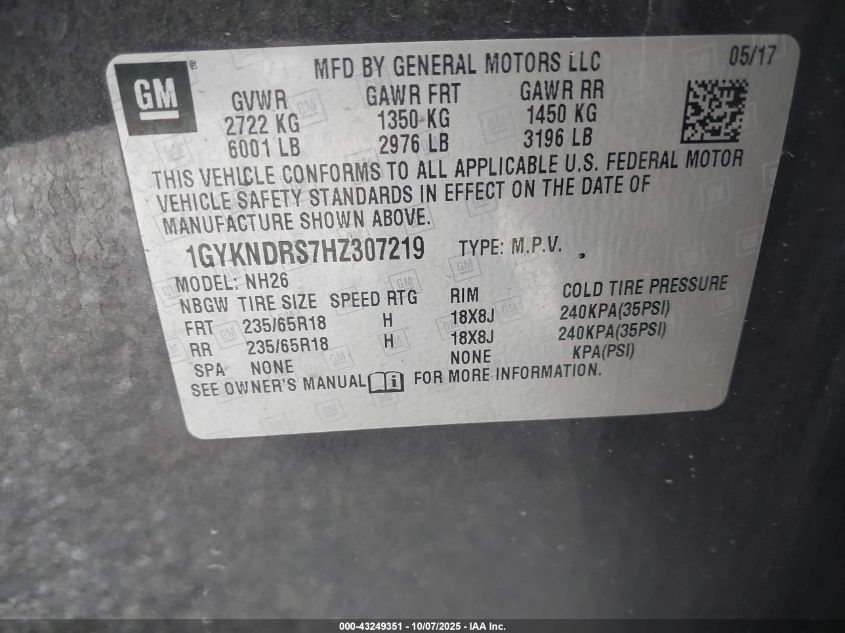 GM
MFD BY GENERAL MOTORS LLC 05/17
GVWR GAWR FRT GAWR RR
2722 KG 1350 KG 1450 KG
6001 LB 2976 LB 3196 LB
THIS VEHICLE CONFORMS TO ALL APPLICABLE U.S. FEDERAL MOTOR
VEHICLE SAFETY STANDARDS IN EFFECT ON THE DATE OF
MANUFACTURE SHOWN ABOVE.
1GYKNDRS7HZ307219 TYPE: M.P.V.
MODEL: NH26
NBGW TIRE SIZE SPEED RTG RIM COLD TIRE PRESSURE
FRT 235/65R18 H 18X8J 240KPA(35PSI)
RR 235/65R18 H 18X8J 240KPA(35PSI)
SPA NONE NONE KPA(PSI)
SEE OWNER'S MANUAL FOR MORE INFORMATION.
000-43249351 | 10/07/2025 - IAA Inc.